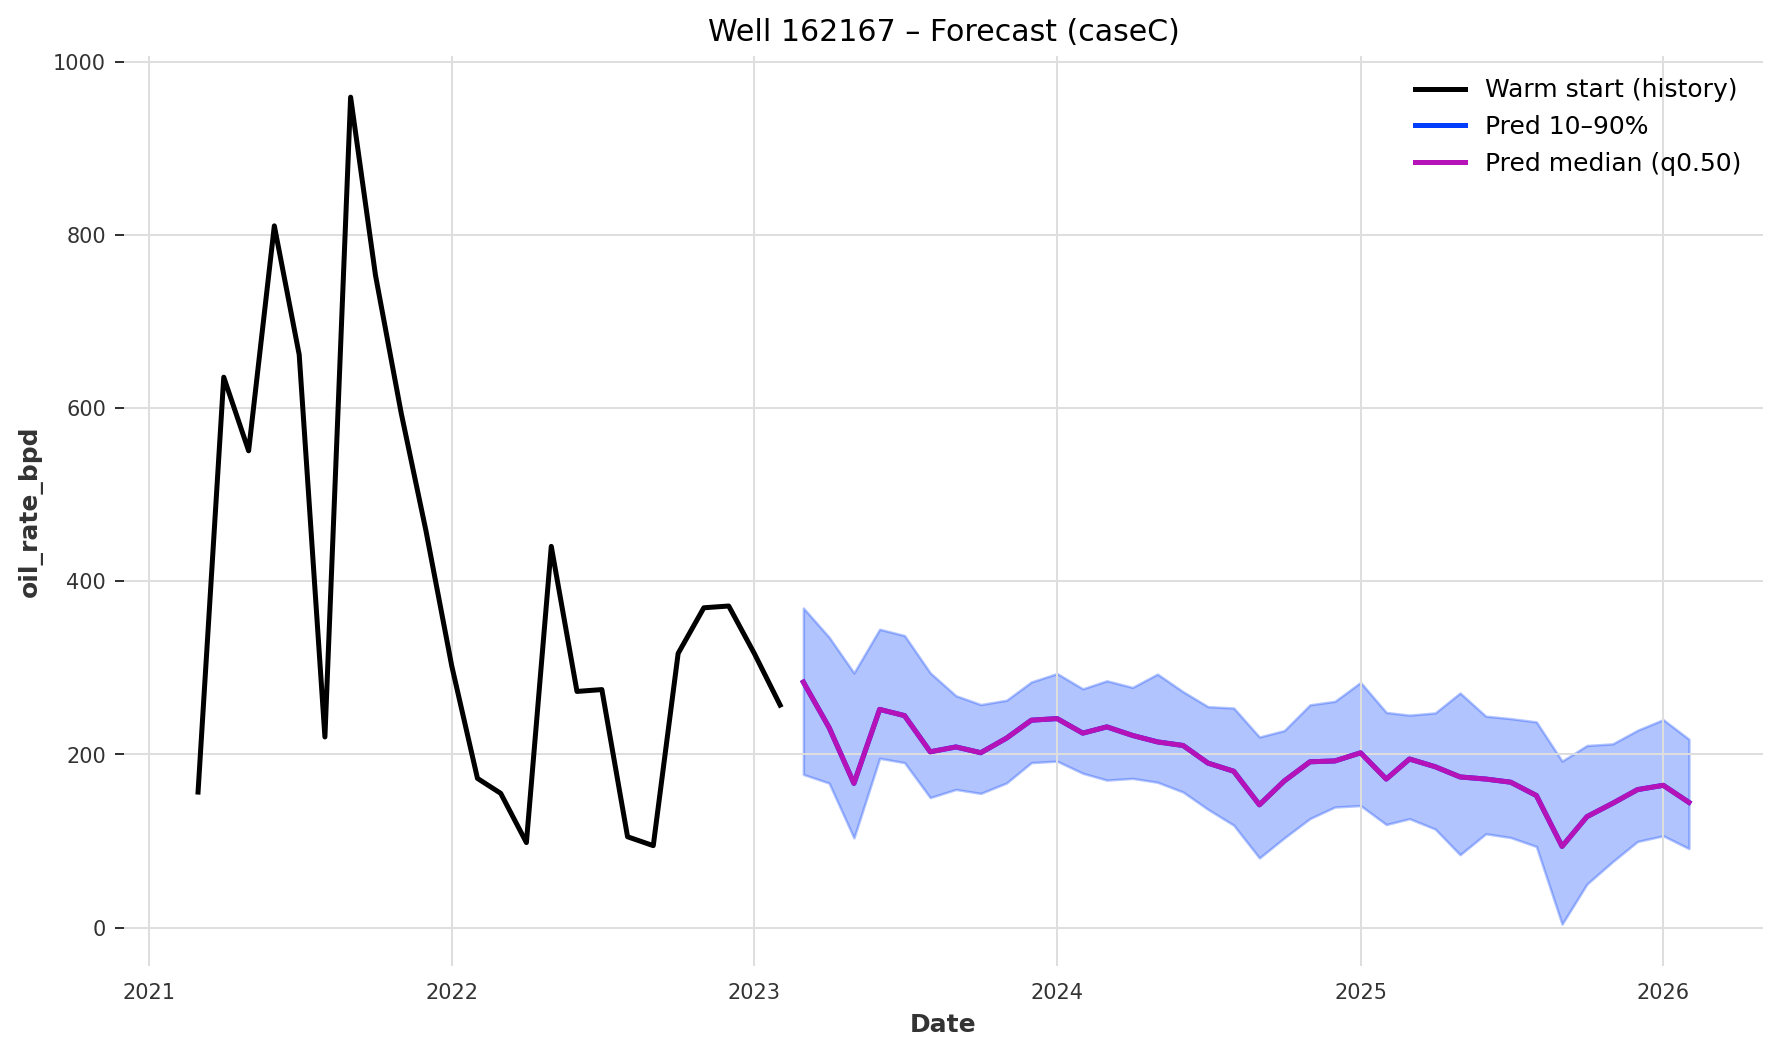 Well 162167 – Forecast (caseC)
1000
800
600
400
200
0
oil_rate_bpd
Warm start (history)
Pred 10–90%
Pred median (q0.50)
2021
2022
2023
2024
2025
2026
Date